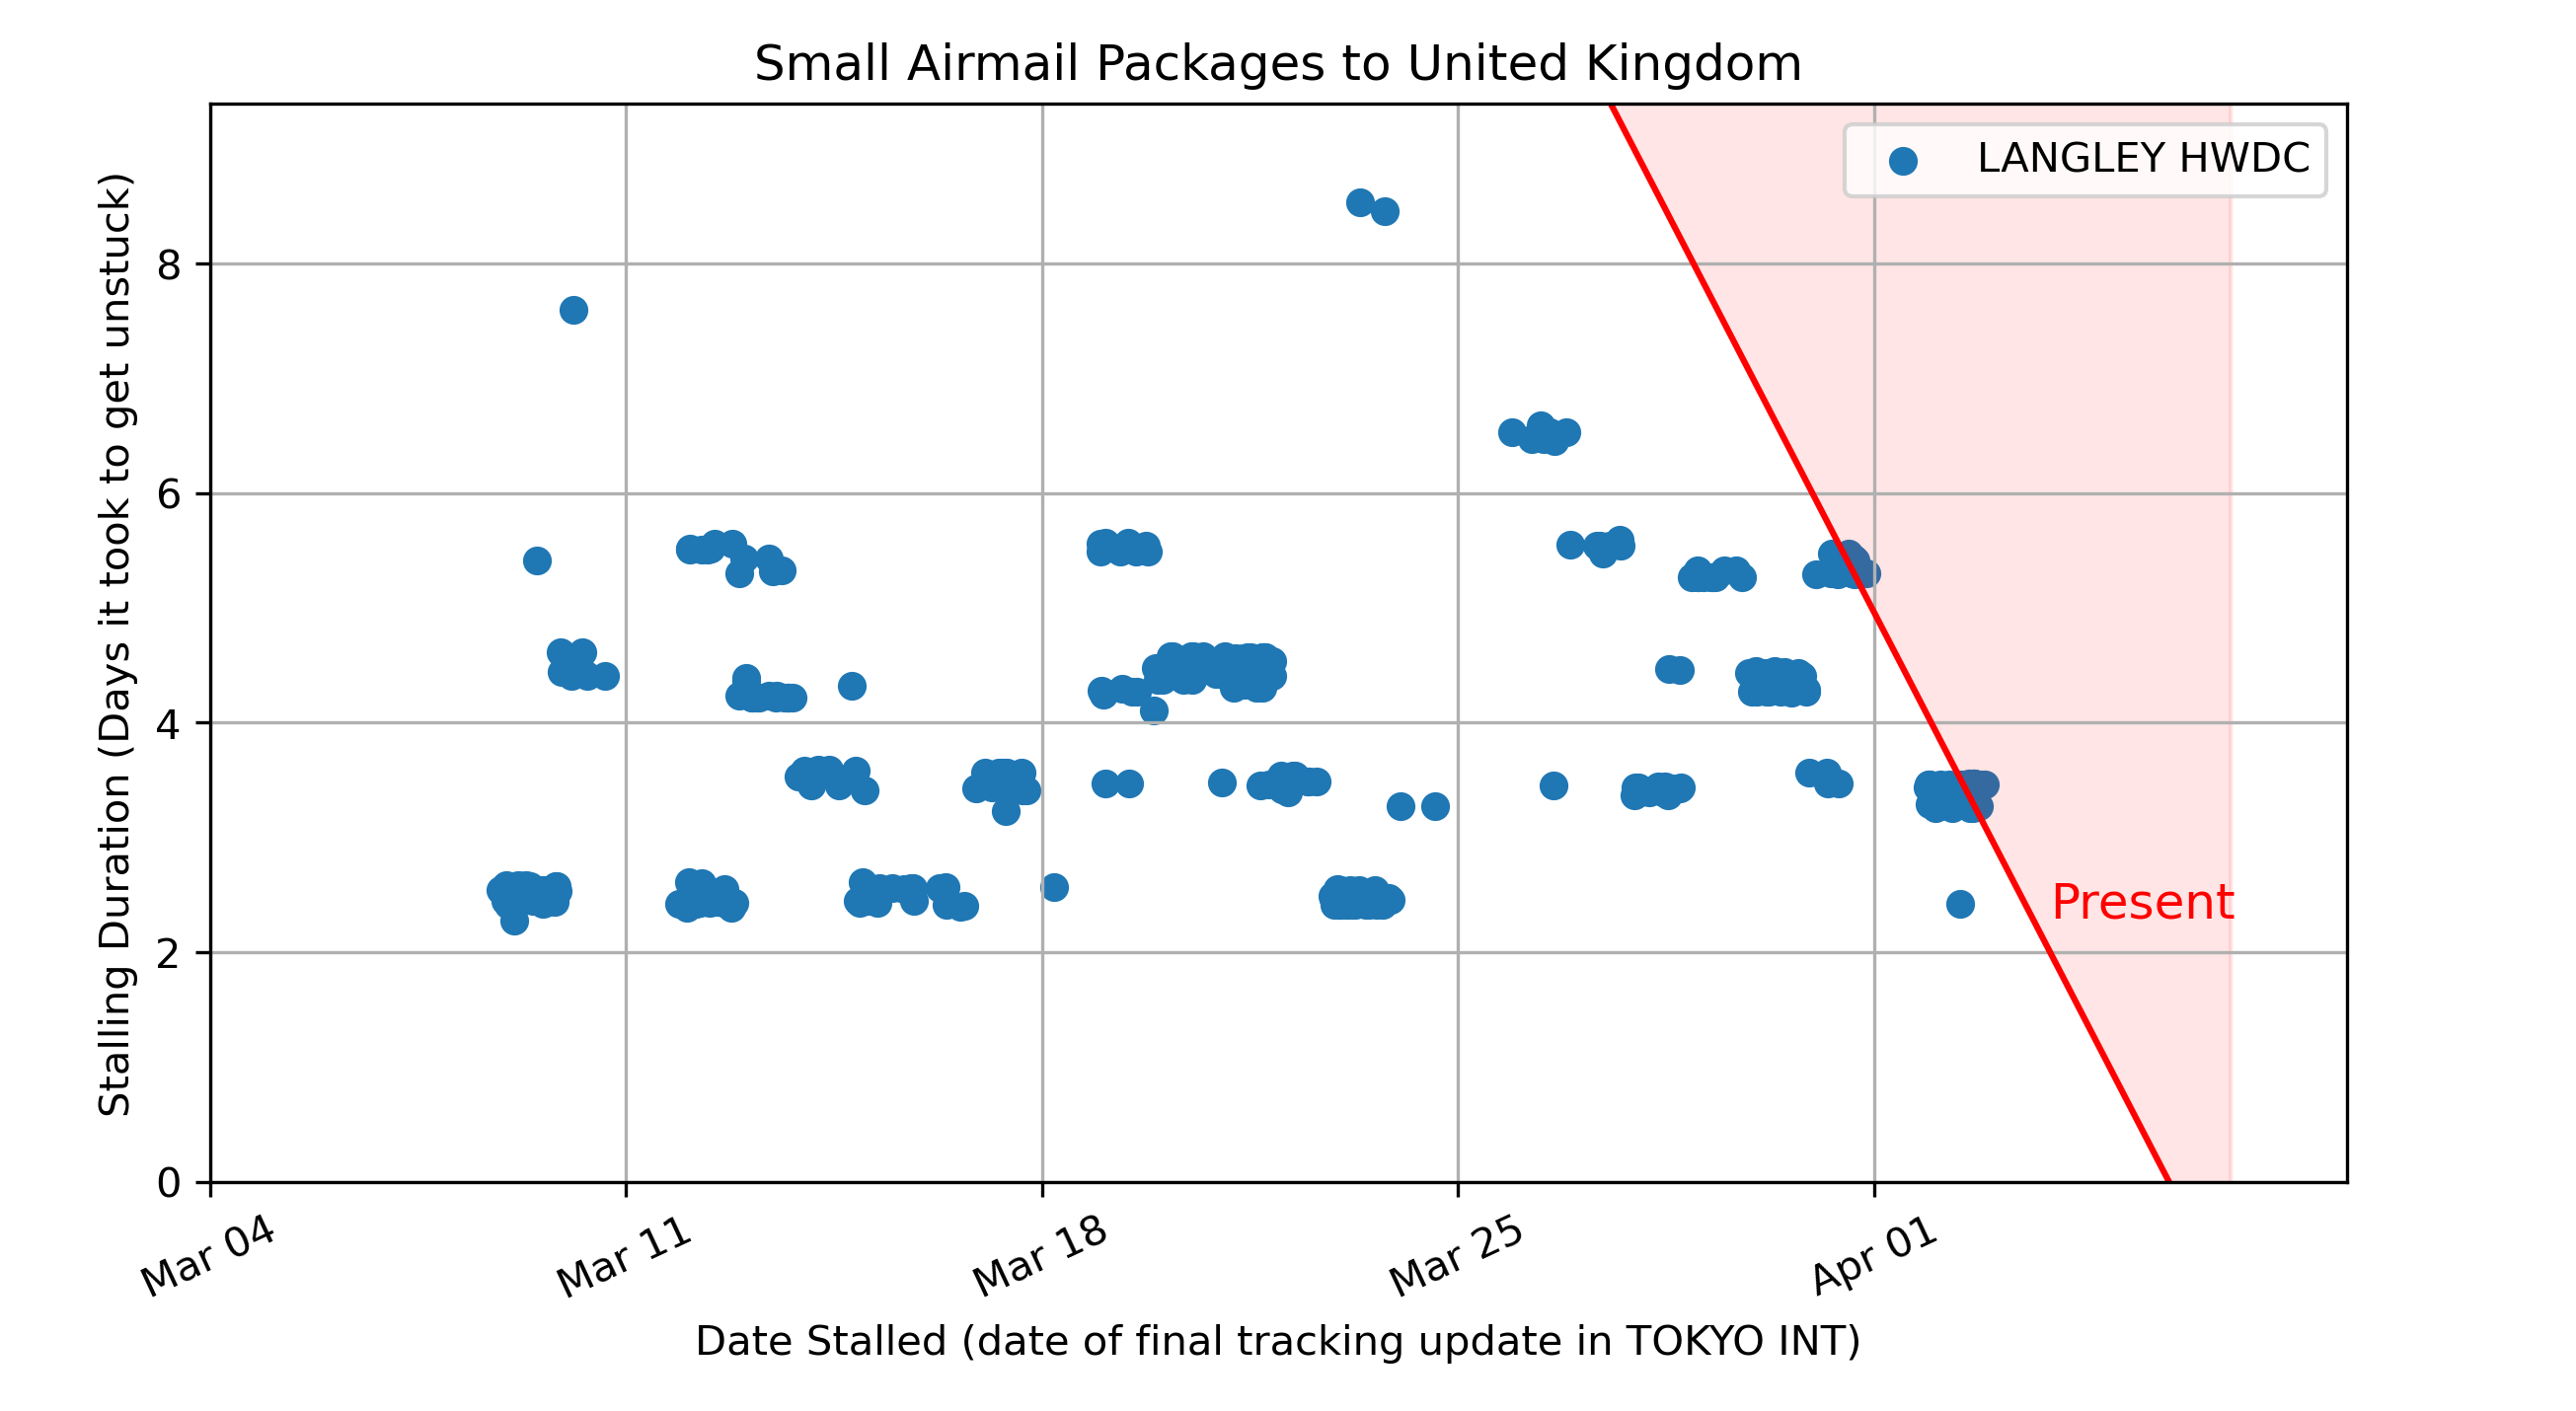 Small Airmail Packages to United Kingdom
LANGLEY HWDC
Stalling Duration (Days it took to get unstuck)
8
6
4
2
0
Present
Mar 04
Mar 11
Mar 18
Mar 25
Apr 01
Date Stalled (date of final tracking update in TOKYO INT)